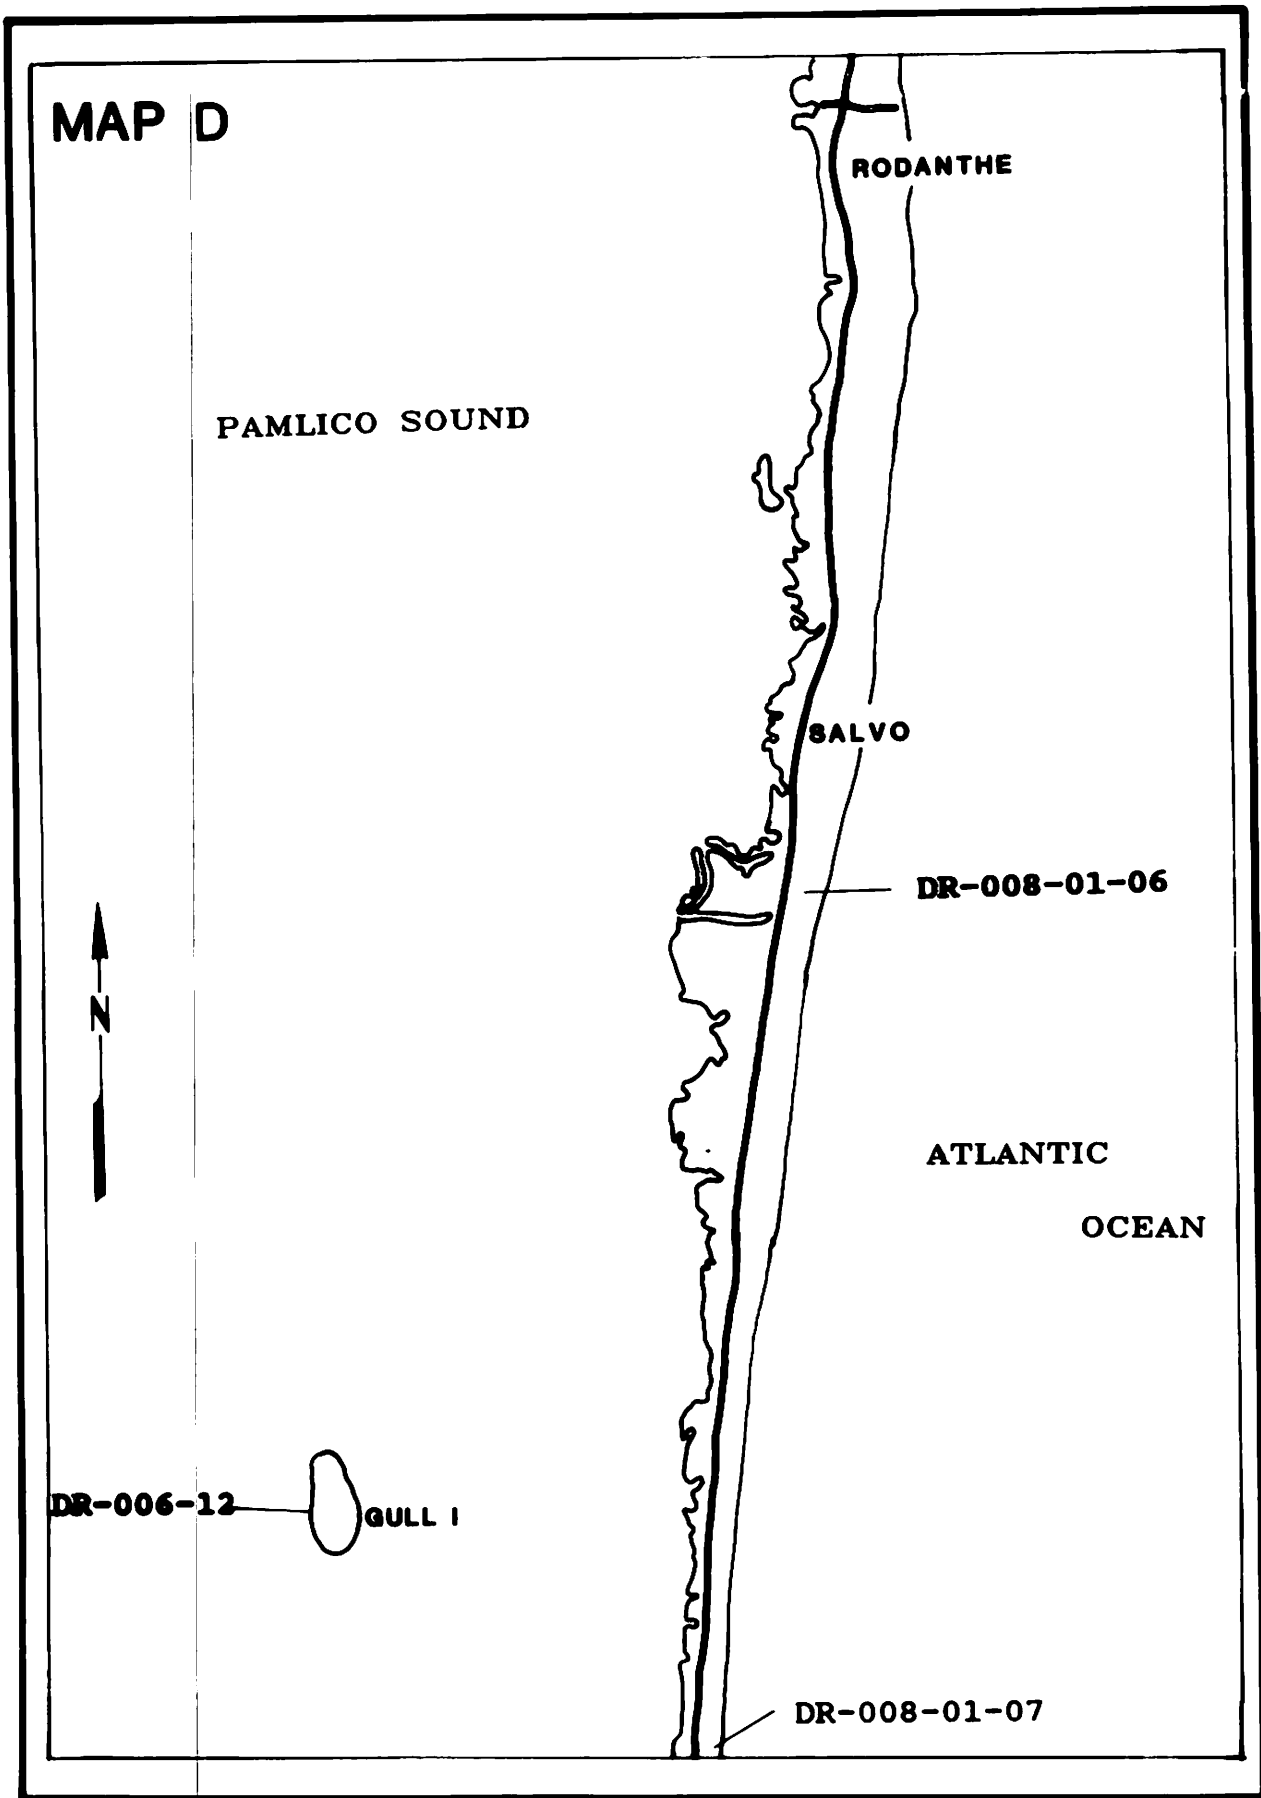 MAP D
RODANTHE
PAMLICO SOUND
SALVO
DR-008-01-06
N
ATLANTIC
OCEAN
DR-006-12
GULL I
DR-008-01-07